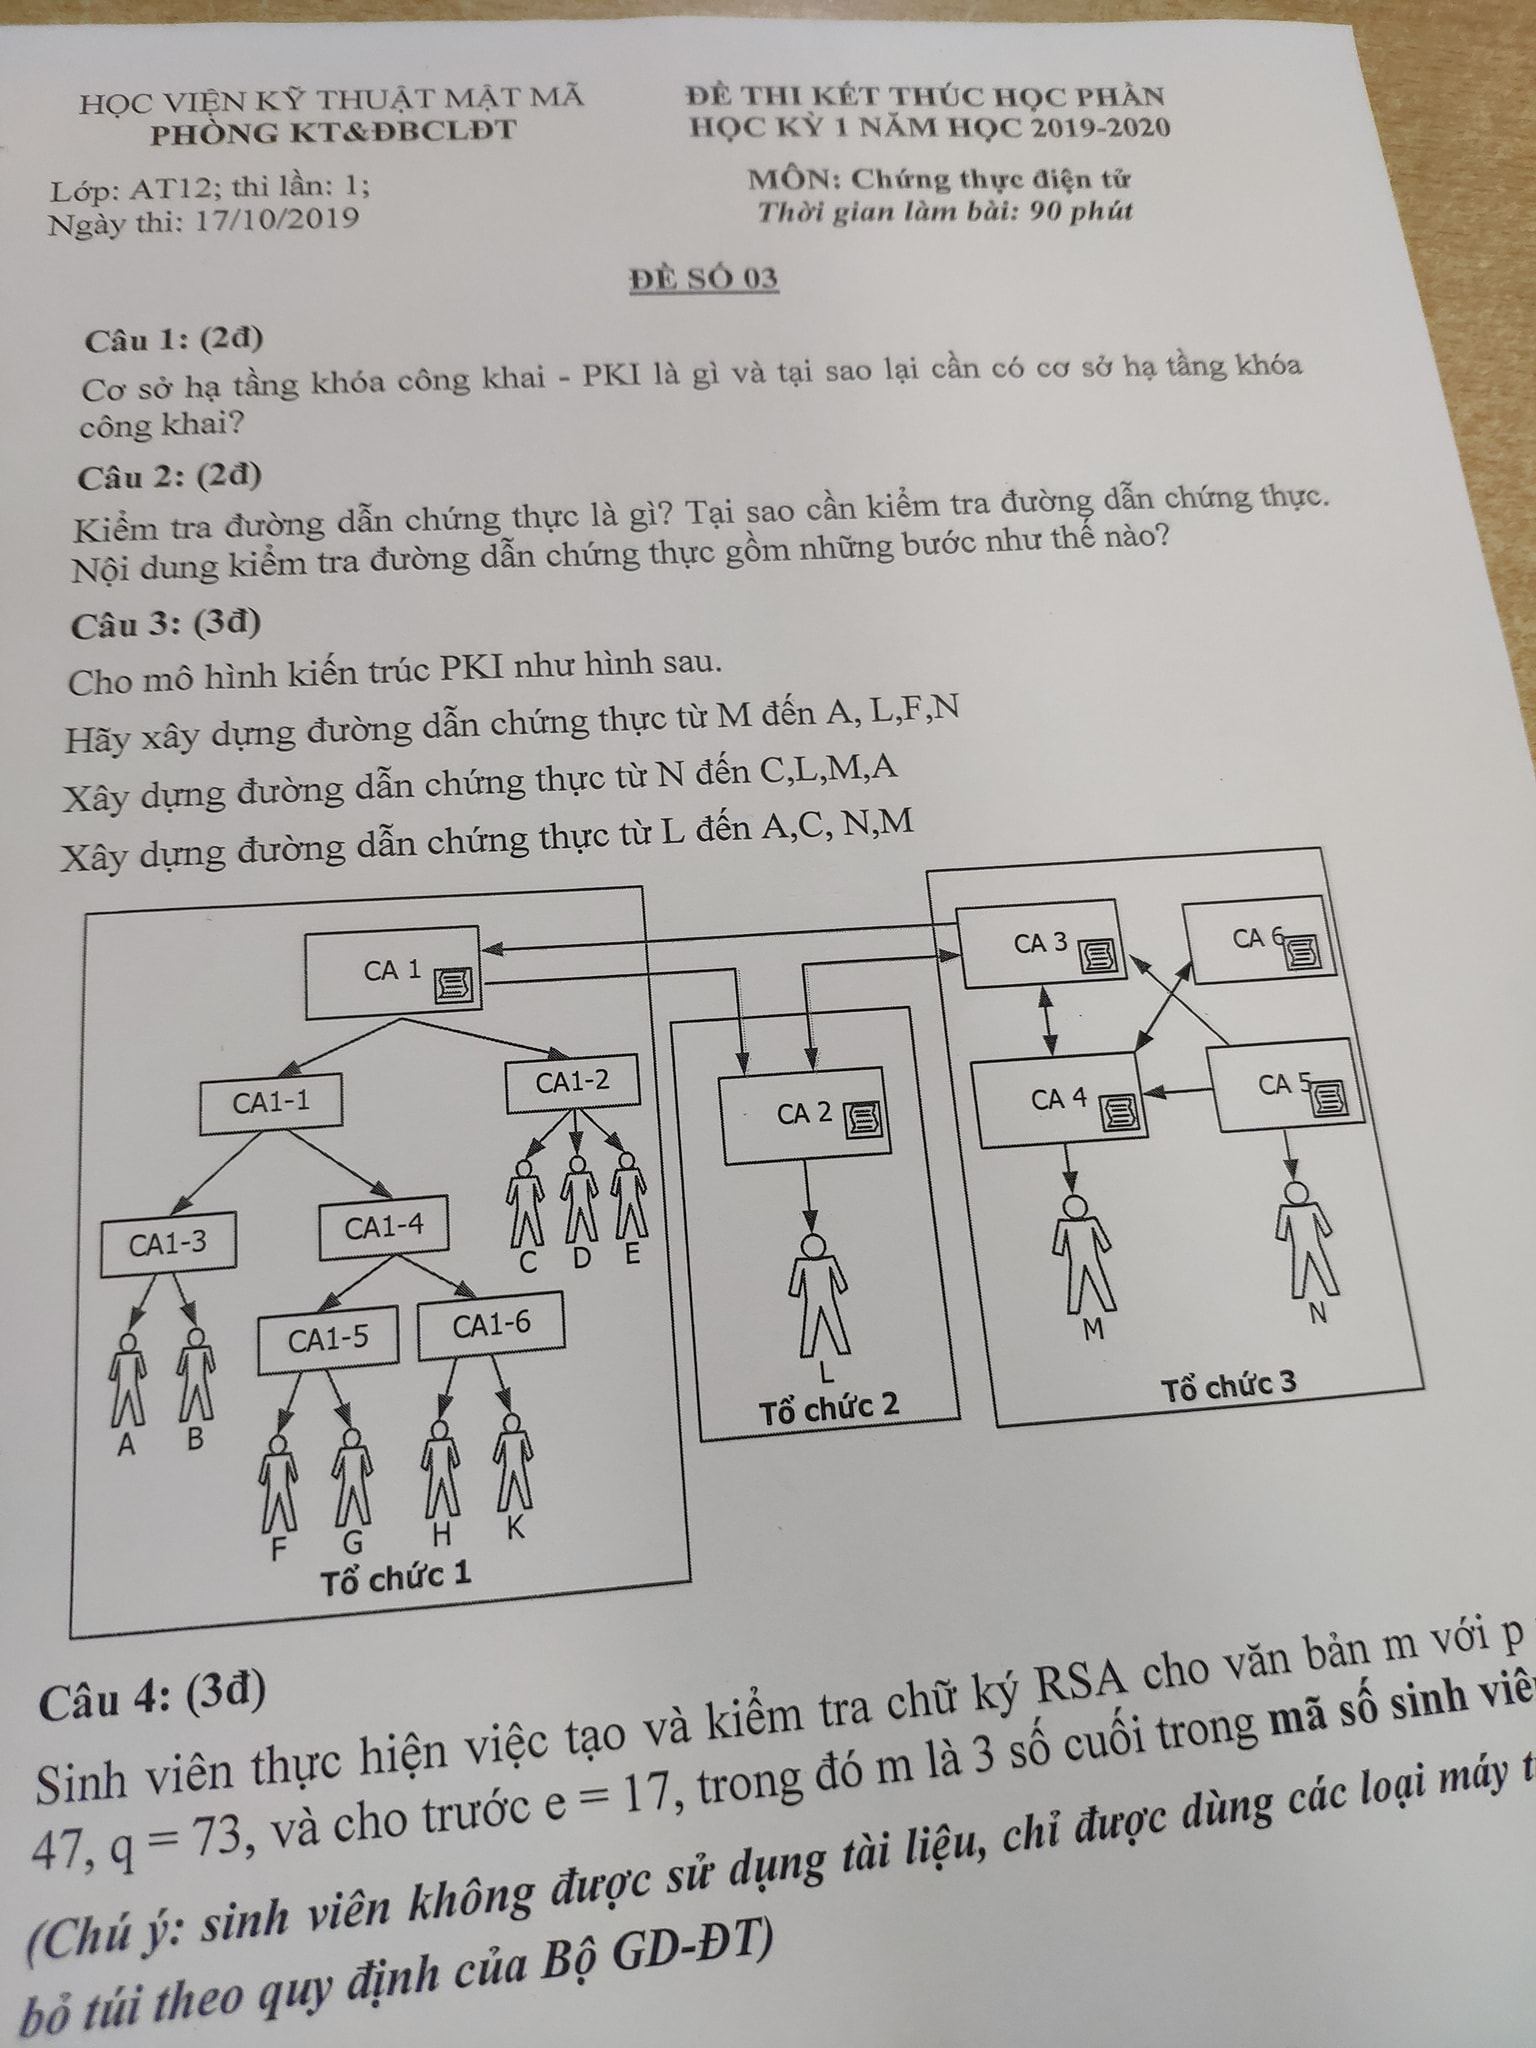 HỌC VIỆN KỸ THUẬT MẬT MÃ
PHÒNG KT&ĐBCLĐT
ĐỀ THI KẾT THÚC HỌC PHẦN
HỌC KỲ 1 NĂM HỌC 2019-2020
Lớp: AT12; thi lần: 1;
Ngày thi: 17/10/2019
MÔN: Chứng thực điện tử
Thời gian làm bài: 90 phút
ĐỀ SỐ 03
Câu 1: (2đ)
Cơ sở hạ tầng khóa công khai - PKI là gì và tại sao lại cần có cơ sở hạ tầng khóa
công khai?
Câu 2: (2đ)
Kiểm tra đường dẫn chứng thực là gì? Tại sao cần kiểm tra đường dẫn chứng thực.
Nội dung kiểm tra đường dẫn chứng thực gồm những bước như thế nào?
Câu 3: (3đ)
Cho mô hình kiến trúc PKI như hình sau.
Hãy xây dựng đường dẫn chứng thực từ M đến A, L,F,N
Xây dựng đường dẫn chứng thực từ N đến C,L,M,A
Xây dựng đường dẫn chứng thực từ L đến A,C, N,M
CA 1
CA1-1
CA1-2
CA1-3
CA1-4
C
D
E
CA1-5
CA1-6
A
B
F
G
H
K
Tổ chức 1
CA 2
L
Tổ chức 2
CA 3
CA 6
CA 4
CA 5
M
N
Tổ chức 3
Câu 4: (3đ)
Sinh viên thực hiện việc tạo và kiểm tra chữ ký RSA cho văn bản m với p
47, q = 73, và cho trước e = 17, trong đó m là 3 số cuối trong mã số sinh
(Chú ý: sinh viên không được sử dụng tài liệu, chỉ được dùng các loại máy
bỏ túi theo quy định của Bộ GD-ĐT)